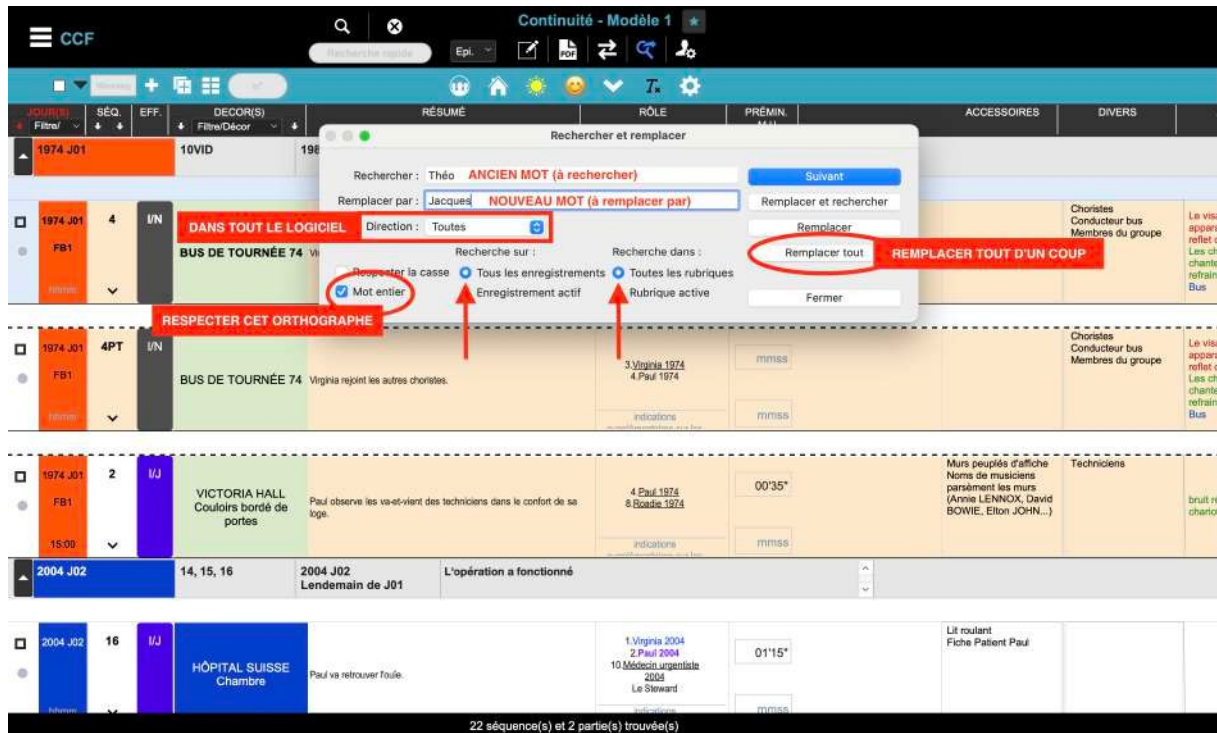 Continuité - Modèle 1
CCF
Recherche rapide
Epi.
PDF
JOUR(S) SÉQ. EFF. DECOR(S) RÉSUMÉ RÔLE PRÉMIN. ACCESSOIRES DIVERS
Filtre/ Filtre/Décor
1974 J01 10VID
Rechercher et remplacer
Rechercher : Théo ANCIEN MOT (à rechercher) Suivant
Remplacer par : Jacques NOUVEAU MOT (à remplacer par) Remplacer et rechercher
DANS TOUT LE LOGICIEL Direction : Toutes Remplacer
Recherche sur : Recherche dans : Remplacer tout REMPLACER TOUT D'UN COUP
Respecter la casse Tous les enregistrements Toutes les rubriques
Mot entier Enregistrement actif Rubrique active Fermer
RESPECTER CET ORTHOGRAPHE
1974 J01 4 I/N
FB1
BUS DE TOURNÉE 74
hhmm
Choristes
Conducteur bus
Membres du groupe
Bus
1974 J01 4PT I/N
FB1
BUS DE TOURNÉE 74 Virginia rejoint les autres choristes.
hhmm
3.Virginia 1974
4.Paul 1974
indications
mmss
mmss
Choristes
Conducteur bus
Membres du groupe
Bus
1974 J01 2 I/J
FB1
15:00
VICTORIA HALL
Couloirs bordé de
portes
Paul observe les va-et-vient des techniciens dans le confort de sa
loge.
4.Paul 1974
8.Roadie 1974
indications
00'35"
mmss
Murs peuplés d'affiche
Noms de musiciens
parsèment les murs
(Annie LENNOX, David
BOWIE, Elton JOHN...)
Techniciens
2004 J02 14, 15, 16 2004 J02 L'opération a fonctionné
Lendemain de J01
2004 J02 16 I/J
HÔPITAL SUISSE
Chambre
Paul va retrouver l'ouïe.
1.Virginia 2004
2.Paul 2004
10.Médecin urgentiste
2004
Le Steward
indications
01'15"
mmss
Lit roulant
Fiche Patient Paul
hhmm
22 séquence(s) et 2 partie(s) trouvée(s)